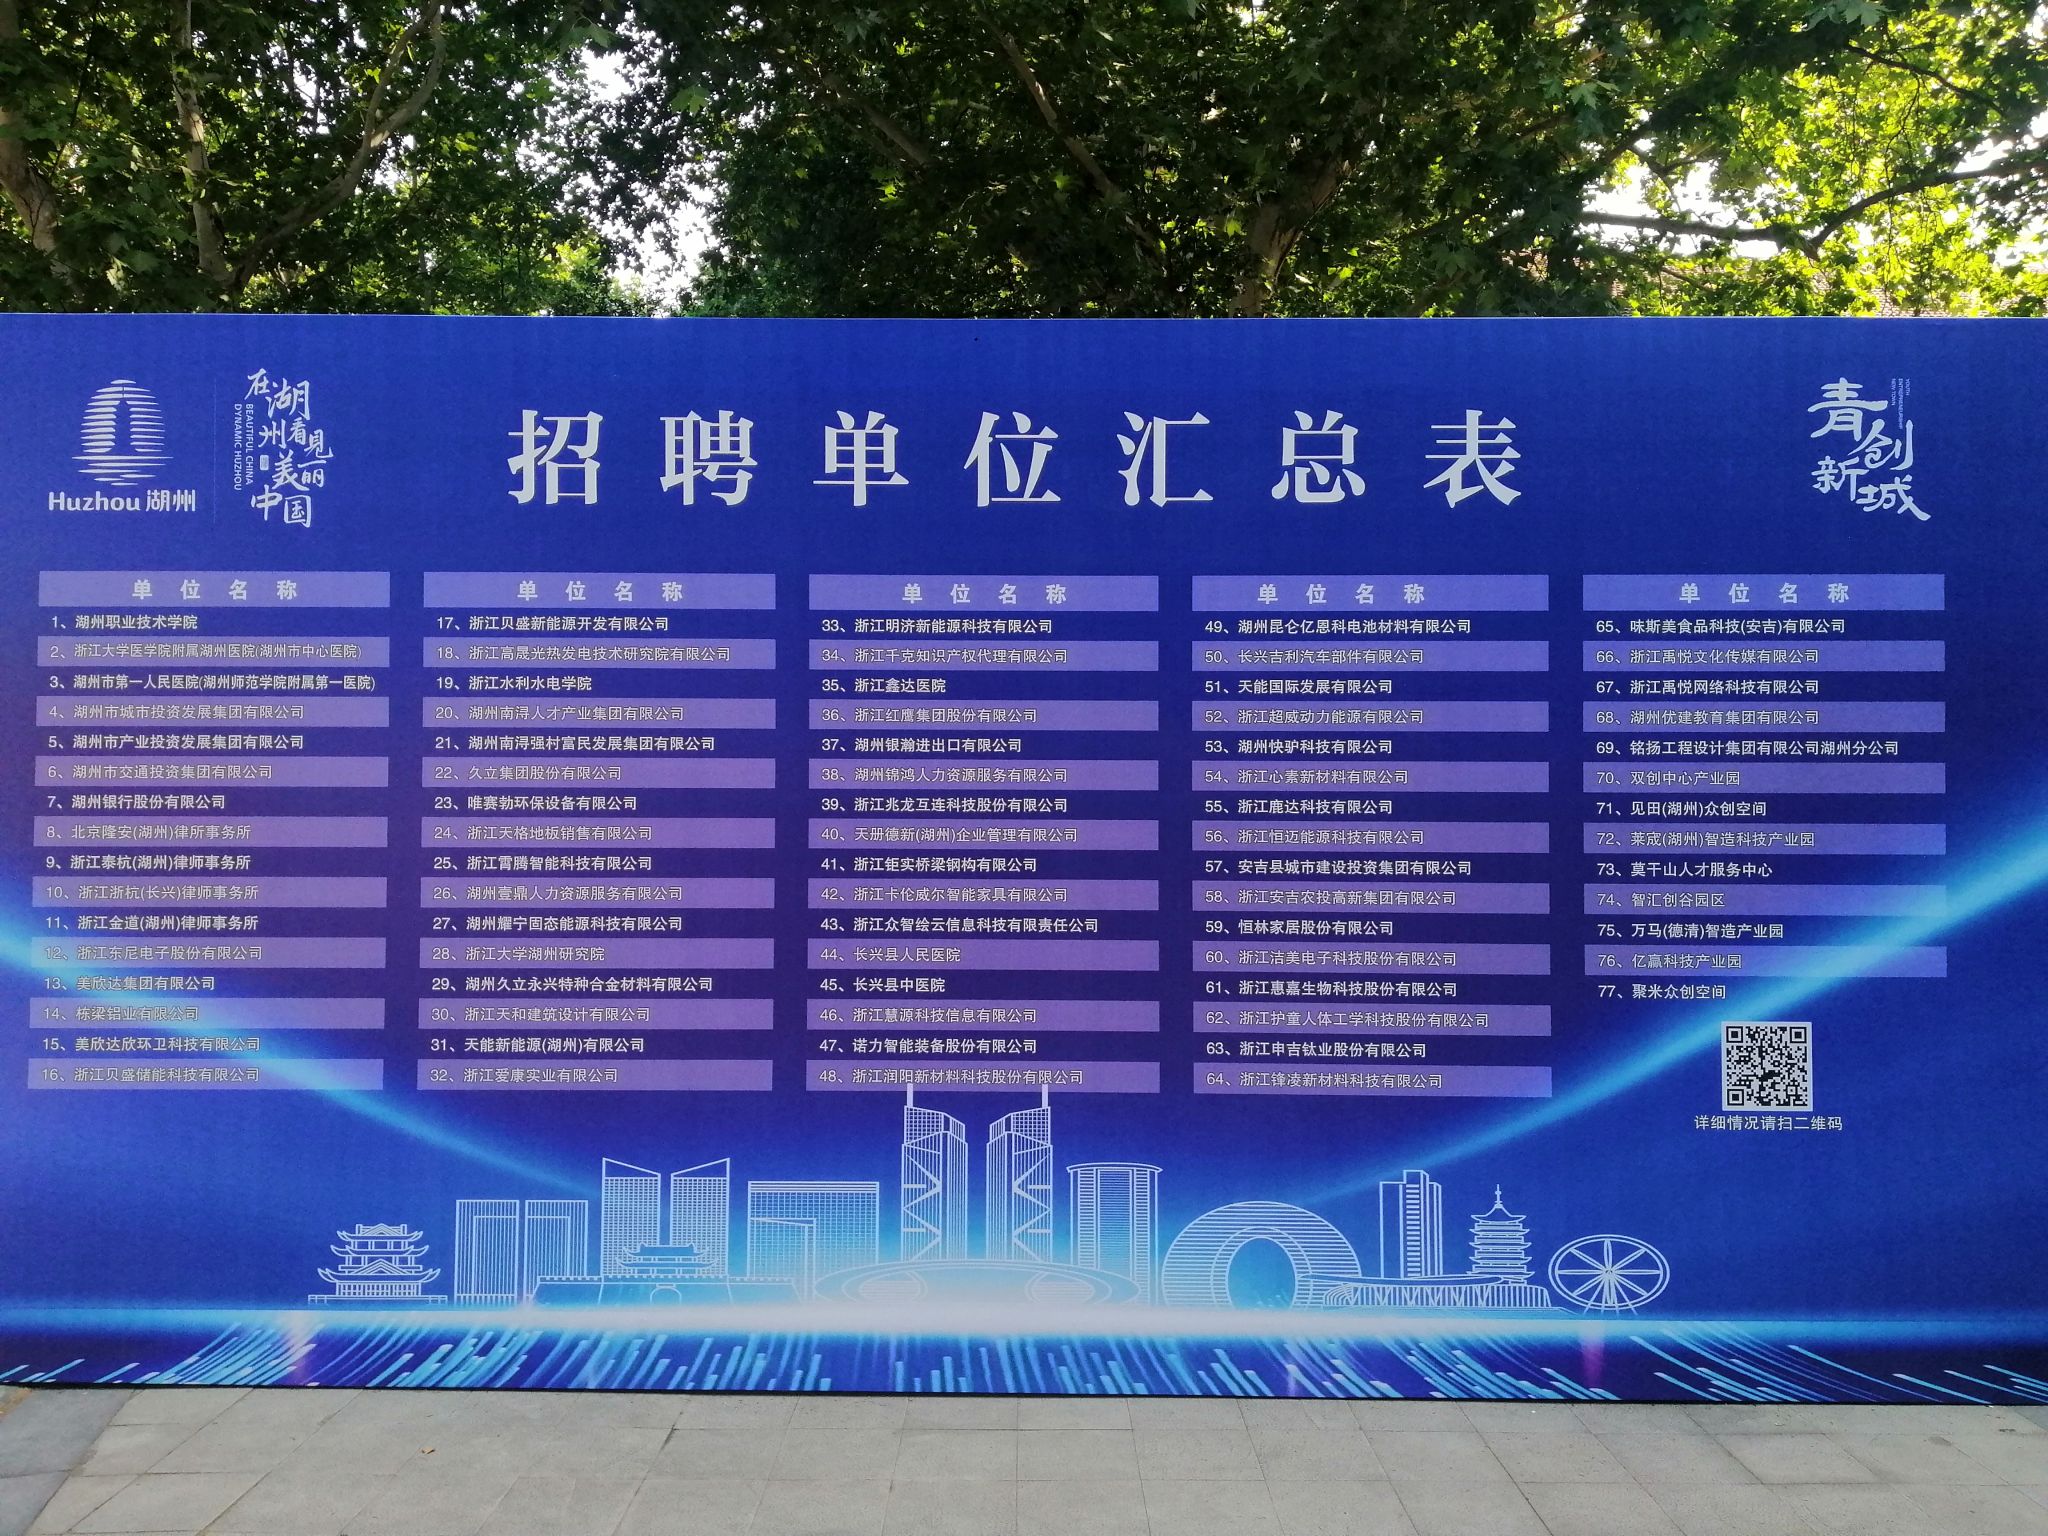 Huzhou 湖州
在湖州看见美丽中国
BEAUTIFUL CHINA
DYNAMIC HUZHOU
招聘单位汇总表
青创新城
YOUTH
ENTREPRENEURSHIP
NEW TOWN
单位名称
1、湖州职业技术学院
2、浙江大学医学院附属湖州医院(湖州市中心医院)
3、湖州市第一人民医院(湖州师范学院附属第一医院)
4、湖州市城市投资发展集团有限公司
5、湖州市产业投资发展集团有限公司
6、湖州市交通投资集团有限公司
7、湖州银行股份有限公司
8、北京隆安(湖州)律所事务所
9、浙江泰杭(湖州)律师事务所
10、浙江浙杭(长兴)律师事务所
11、浙江金道(湖州)律师事务所
12、浙江东尼电子股份有限公司
13、美欣达集团有限公司
14、栋梁铝业有限公司
15、美欣达欣环卫科技有限公司
16、浙江贝盛储能科技有限公司
单位名称
17、浙江贝盛新能源开发有限公司
18、浙江高晟光热发电技术研究院有限公司
19、浙江水利水电学院
20、湖州南浔人才产业集团有限公司
21、湖州南浔强村富民发展集团有限公司
22、久立集团股份有限公司
23、唯赛勃环保设备有限公司
24、浙江天格地板销售有限公司
25、浙江霄腾智能科技有限公司
26、湖州壹鼎人力资源服务有限公司
27、湖州耀宁固态能源科技有限公司
28、浙江大学湖州研究院
29、湖州久立永兴特种合金材料有限公司
30、浙江天和建筑设计有限公司
31、天能新能源(湖州)有限公司
32、浙江爱康实业有限公司
单位名称
33、浙江明济新能源科技有限公司
34、浙江千克知识产权代理有限公司
35、浙江鑫达医院
36、浙江红鹰集团股份有限公司
37、湖州银瀚进出口有限公司
38、湖州锦鸿人力资源服务有限公司
39、浙江兆龙互连科技股份有限公司
40、天册德新(湖州)企业管理有限公司
41、浙江钜实桥梁钢构有限公司
42、浙江卡伦威尔智能家具有限公司
43、浙江众智绘云信息科技有限责任公司
44、长兴县人民医院
45、长兴县中医院
46、浙江慧源科技信息有限公司
47、诺力智能装备股份有限公司
48、浙江润阳新材料科技股份有限公司
单位名称
49、湖州昆仑亿恩科电池材料有限公司
50、长兴吉利汽车部件有限公司
51、天能国际发展有限公司
52、浙江超威动力能源有限公司
53、湖州快驴科技有限公司
54、浙江心素新材料有限公司
55、浙江鹿达科技有限公司
56、浙江恒迈能源科技有限公司
57、安吉县城市建设投资集团有限公司
58、浙江安吉农投高新集团有限公司
59、恒林家居股份有限公司
60、浙江洁美电子科技股份有限公司
61、浙江惠嘉生物科技股份有限公司
62、浙江护童人体工学科技股份有限公司
63、浙江申吉钛业股份有限公司
64、浙江锋凌新材料科技有限公司
单位名称
65、味斯美食品科技(安吉)有限公司
66、浙江禹悦文化传媒有限公司
67、浙江禹悦网络科技有限公司
68、湖州优建教育集团有限公司
69、铭扬工程设计集团有限公司湖州分公司
70、双创中心产业园
71、见田(湖州)众创空间
72、莱宬(湖州)智造科技产业园
73、莫干山人才服务中心
74、智汇创谷园区
75、万马(德清)智造产业园
76、亿赢科技产业园
77、聚米众创空间
详细情况请扫二维码